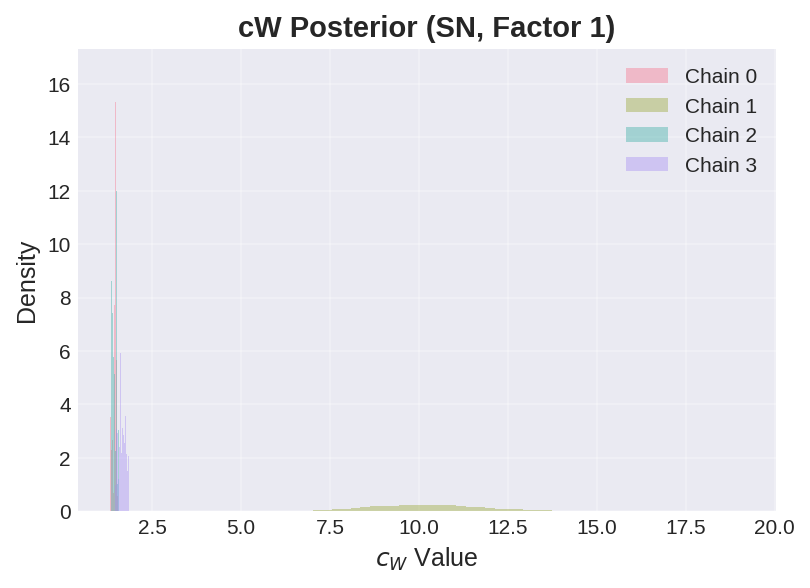 cW Posterior (SN, Factor 1)
16
14
12
10
8
6
4
2
0
Density
Chain 0
Chain 1
Chain 2
Chain 3
2.5 5.0 7.5 10.0 12.5 15.0 17.5 20.0
c_W Value